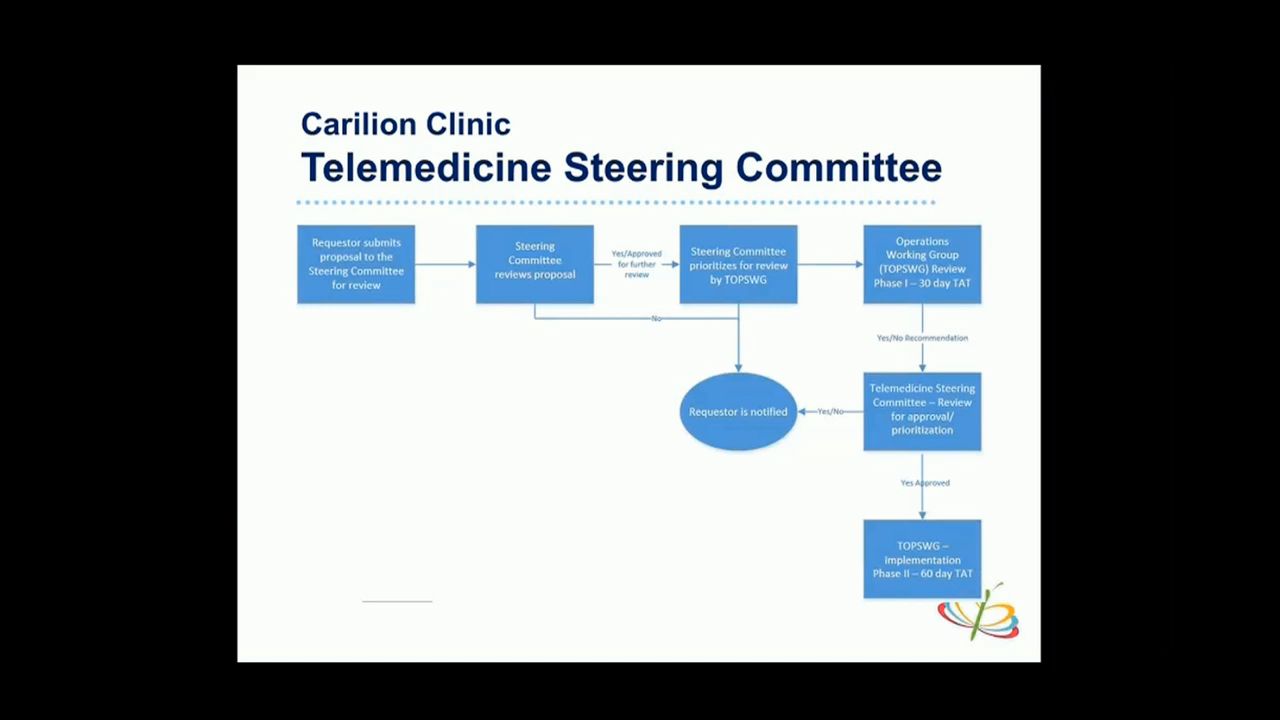 Carilion Clinic
Telemedicine Steering Committee
Requestor submits
proposal to the
Steering Committee
for review
Steering
Committee
reviews proposal
Yes/Approved
for further
review
Steering Committee
prioritizes for review
by TOPSWG
Operations
Working Group
(TOPSWG) Review
Phase I – 30 day TAT
No
Yes/No Recommendation
Requestor is notified
Yes/No
Telemedicine Steering
Committee – Review
for approval/
prioritization
Yes Approved
TOPSWG –
Implementation
Phase II – 60 day TAT